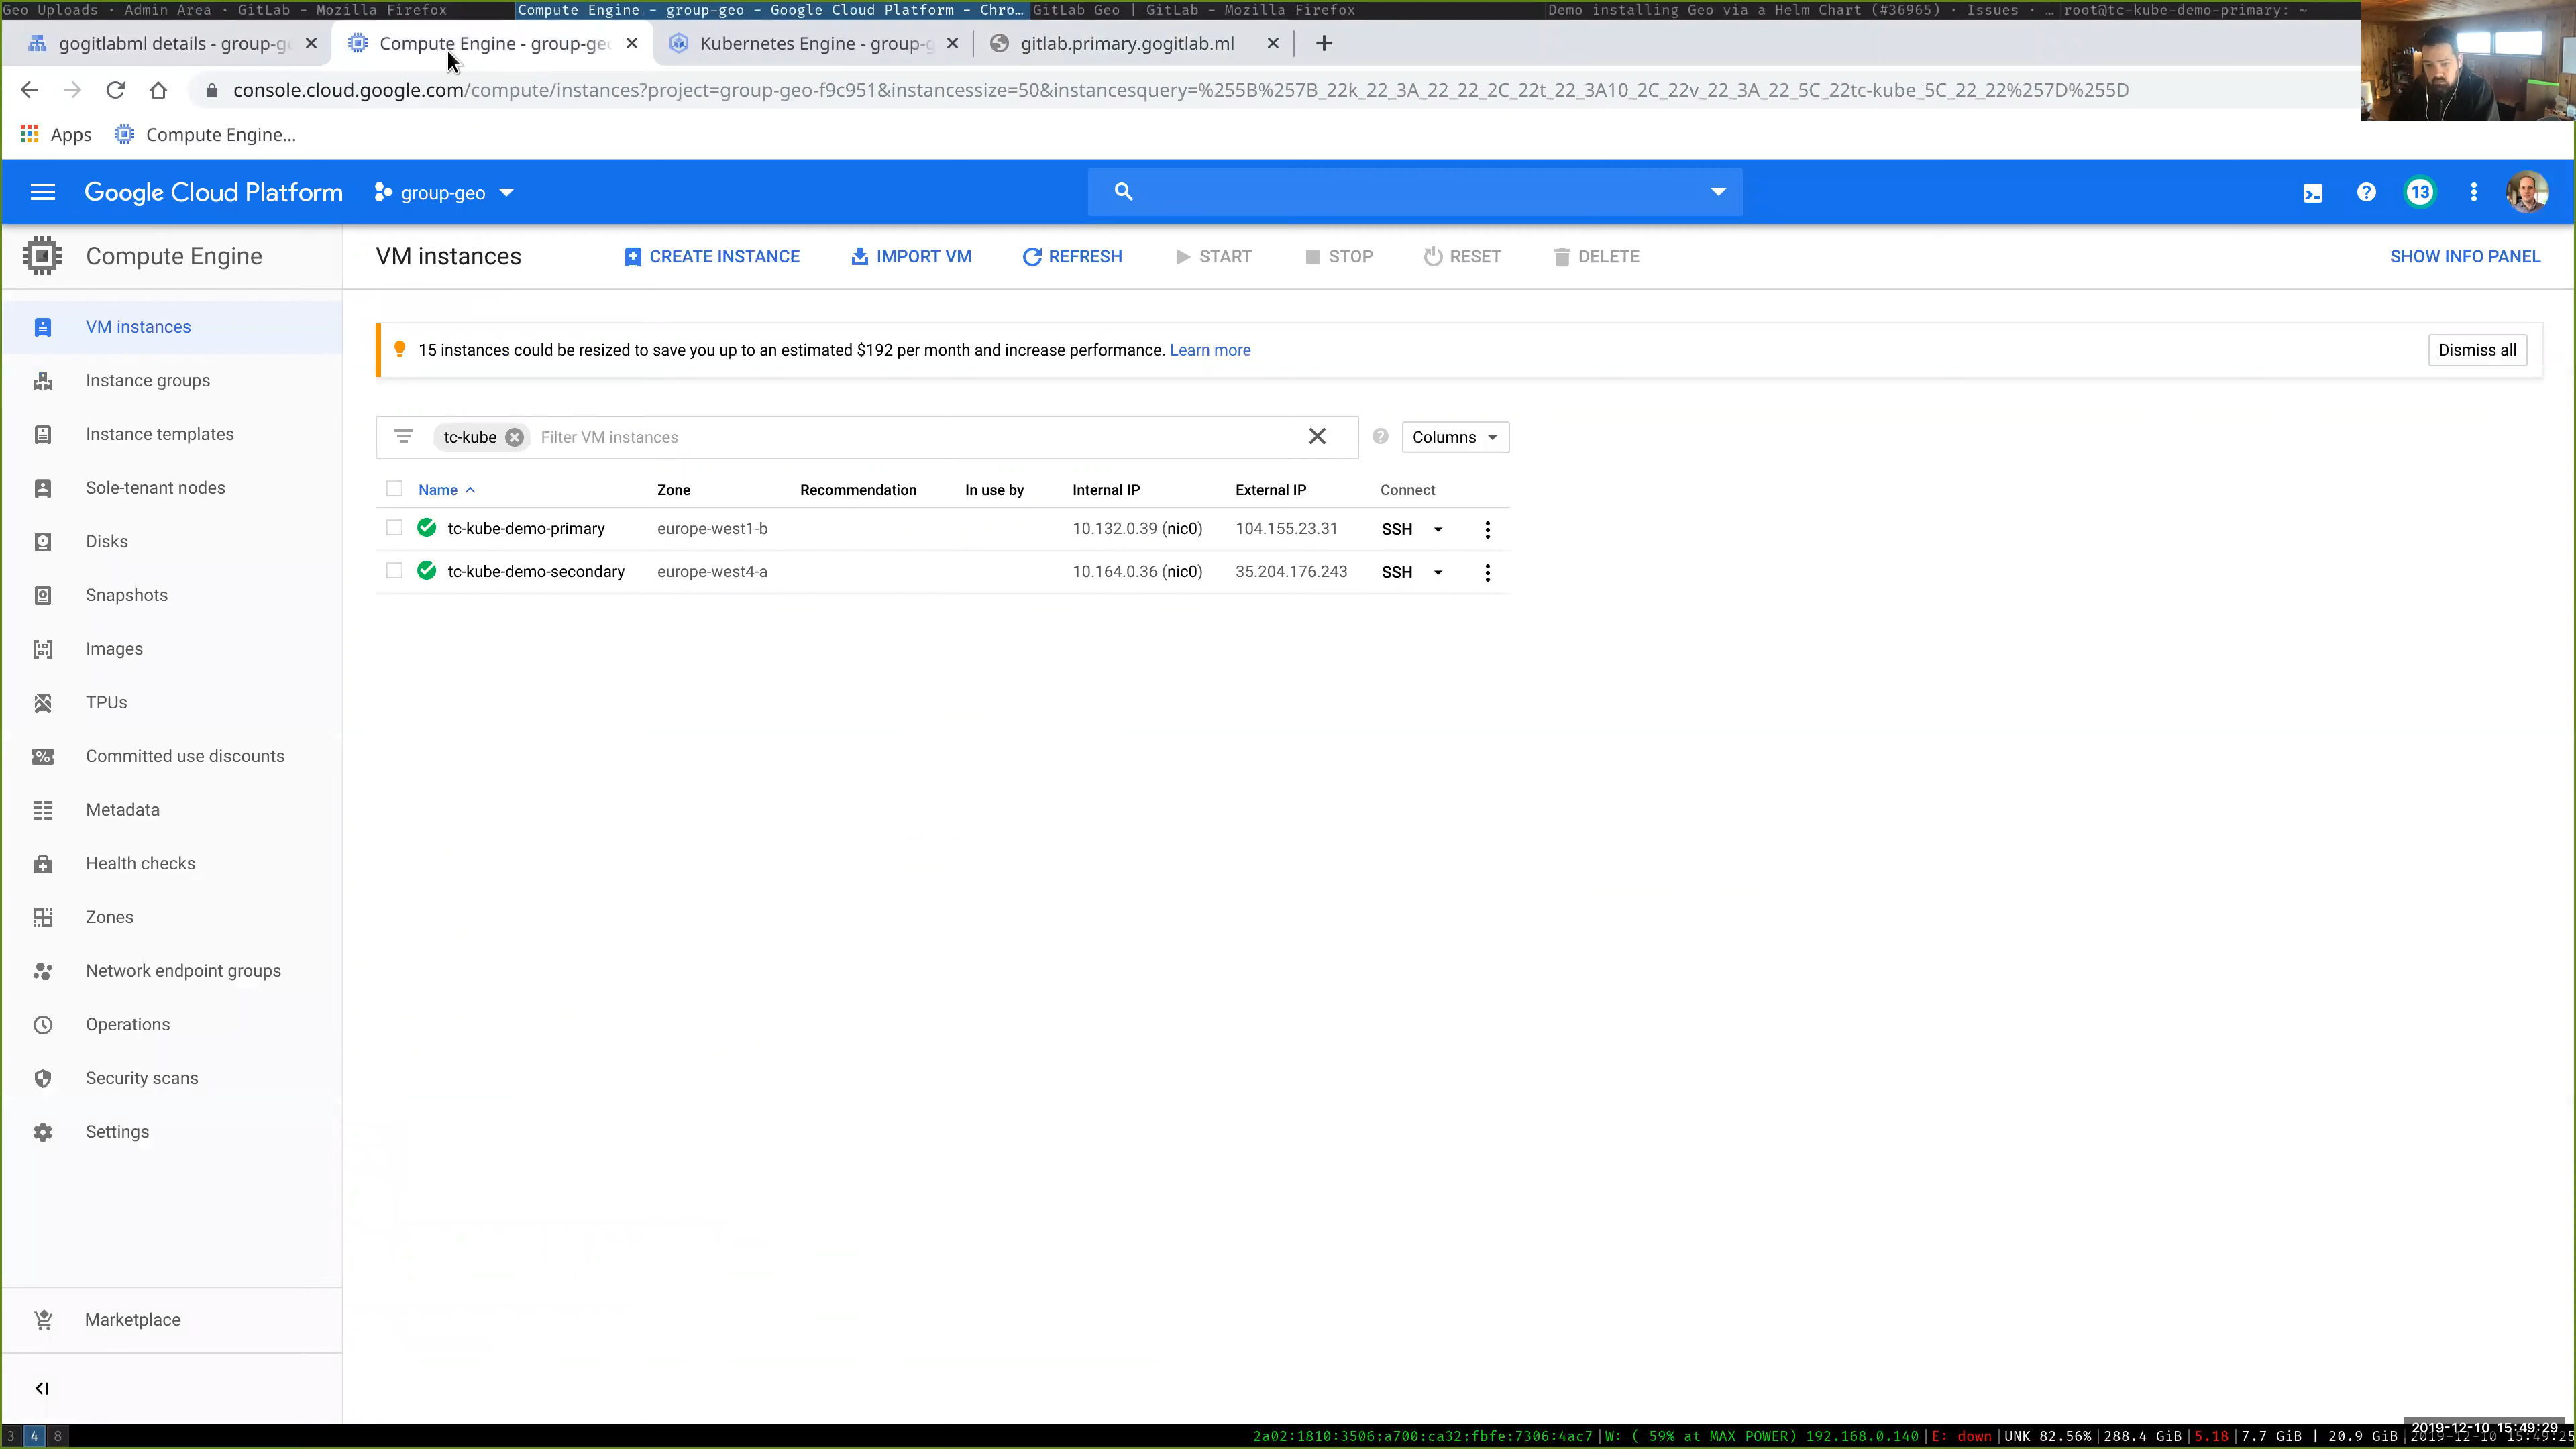 Geo Uploads · Admin Area · GitLab - Mozilla Firefox
Compute Engine - group-geo - Google Cloud Platform - Chro…
GitLab Geo | GitLab - Mozilla Firefox
Demo installing Geo via a Helm Chart (#36965) · Issues · …
root@tc-kube-demo-primary: ~
gogitlabml details - group-ge
Compute Engine - group-geo
Kubernetes Engine - group-g
gitlab.primary.gogitlab.ml
console.cloud.google.com/compute/instances?project=group-geo-f9c951&instancessize=50&instancesquery=%255B%257B_22k_22_3A_22_22_2C_22t_22_3A10_2C_22v_22_3A_22_5C_22tc-kube_5C_22_22%257D%255D
Apps
Compute Engine...
Google Cloud Platform
group-geo
13
Compute Engine
VM instances
CREATE INSTANCE
IMPORT VM
REFRESH
START
STOP
RESET
DELETE
SHOW INFO PANEL
VM instances
Instance groups
Instance templates
Sole-tenant nodes
Disks
Snapshots
Images
TPUs
Committed use discounts
Metadata
Health checks
Zones
Network endpoint groups
Operations
Security scans
Settings
Marketplace
15 instances could be resized to save you up to an estimated $192 per month and increase performance. Learn more
Dismiss all
tc-kube
Filter VM instances
Columns
Name Zone Recommendation In use by Internal IP External IP Connect
tc-kube-demo-primary europe-west1-b 10.132.0.39 (nic0) 104.155.23.31 SSH
tc-kube-demo-secondary europe-west4-a 10.164.0.36 (nic0) 35.204.176.243 SSH
2019-12-10 15:49:29
3 4 8
2a02:1810:3506:a700:ca32:fbfe:7306:4ac7|W: ( 59% at MAX POWER) 192.168.0.140|E: down|UNK 82.56%|288.4 GiB|5.18|7.7 GiB | 20.9 GiB